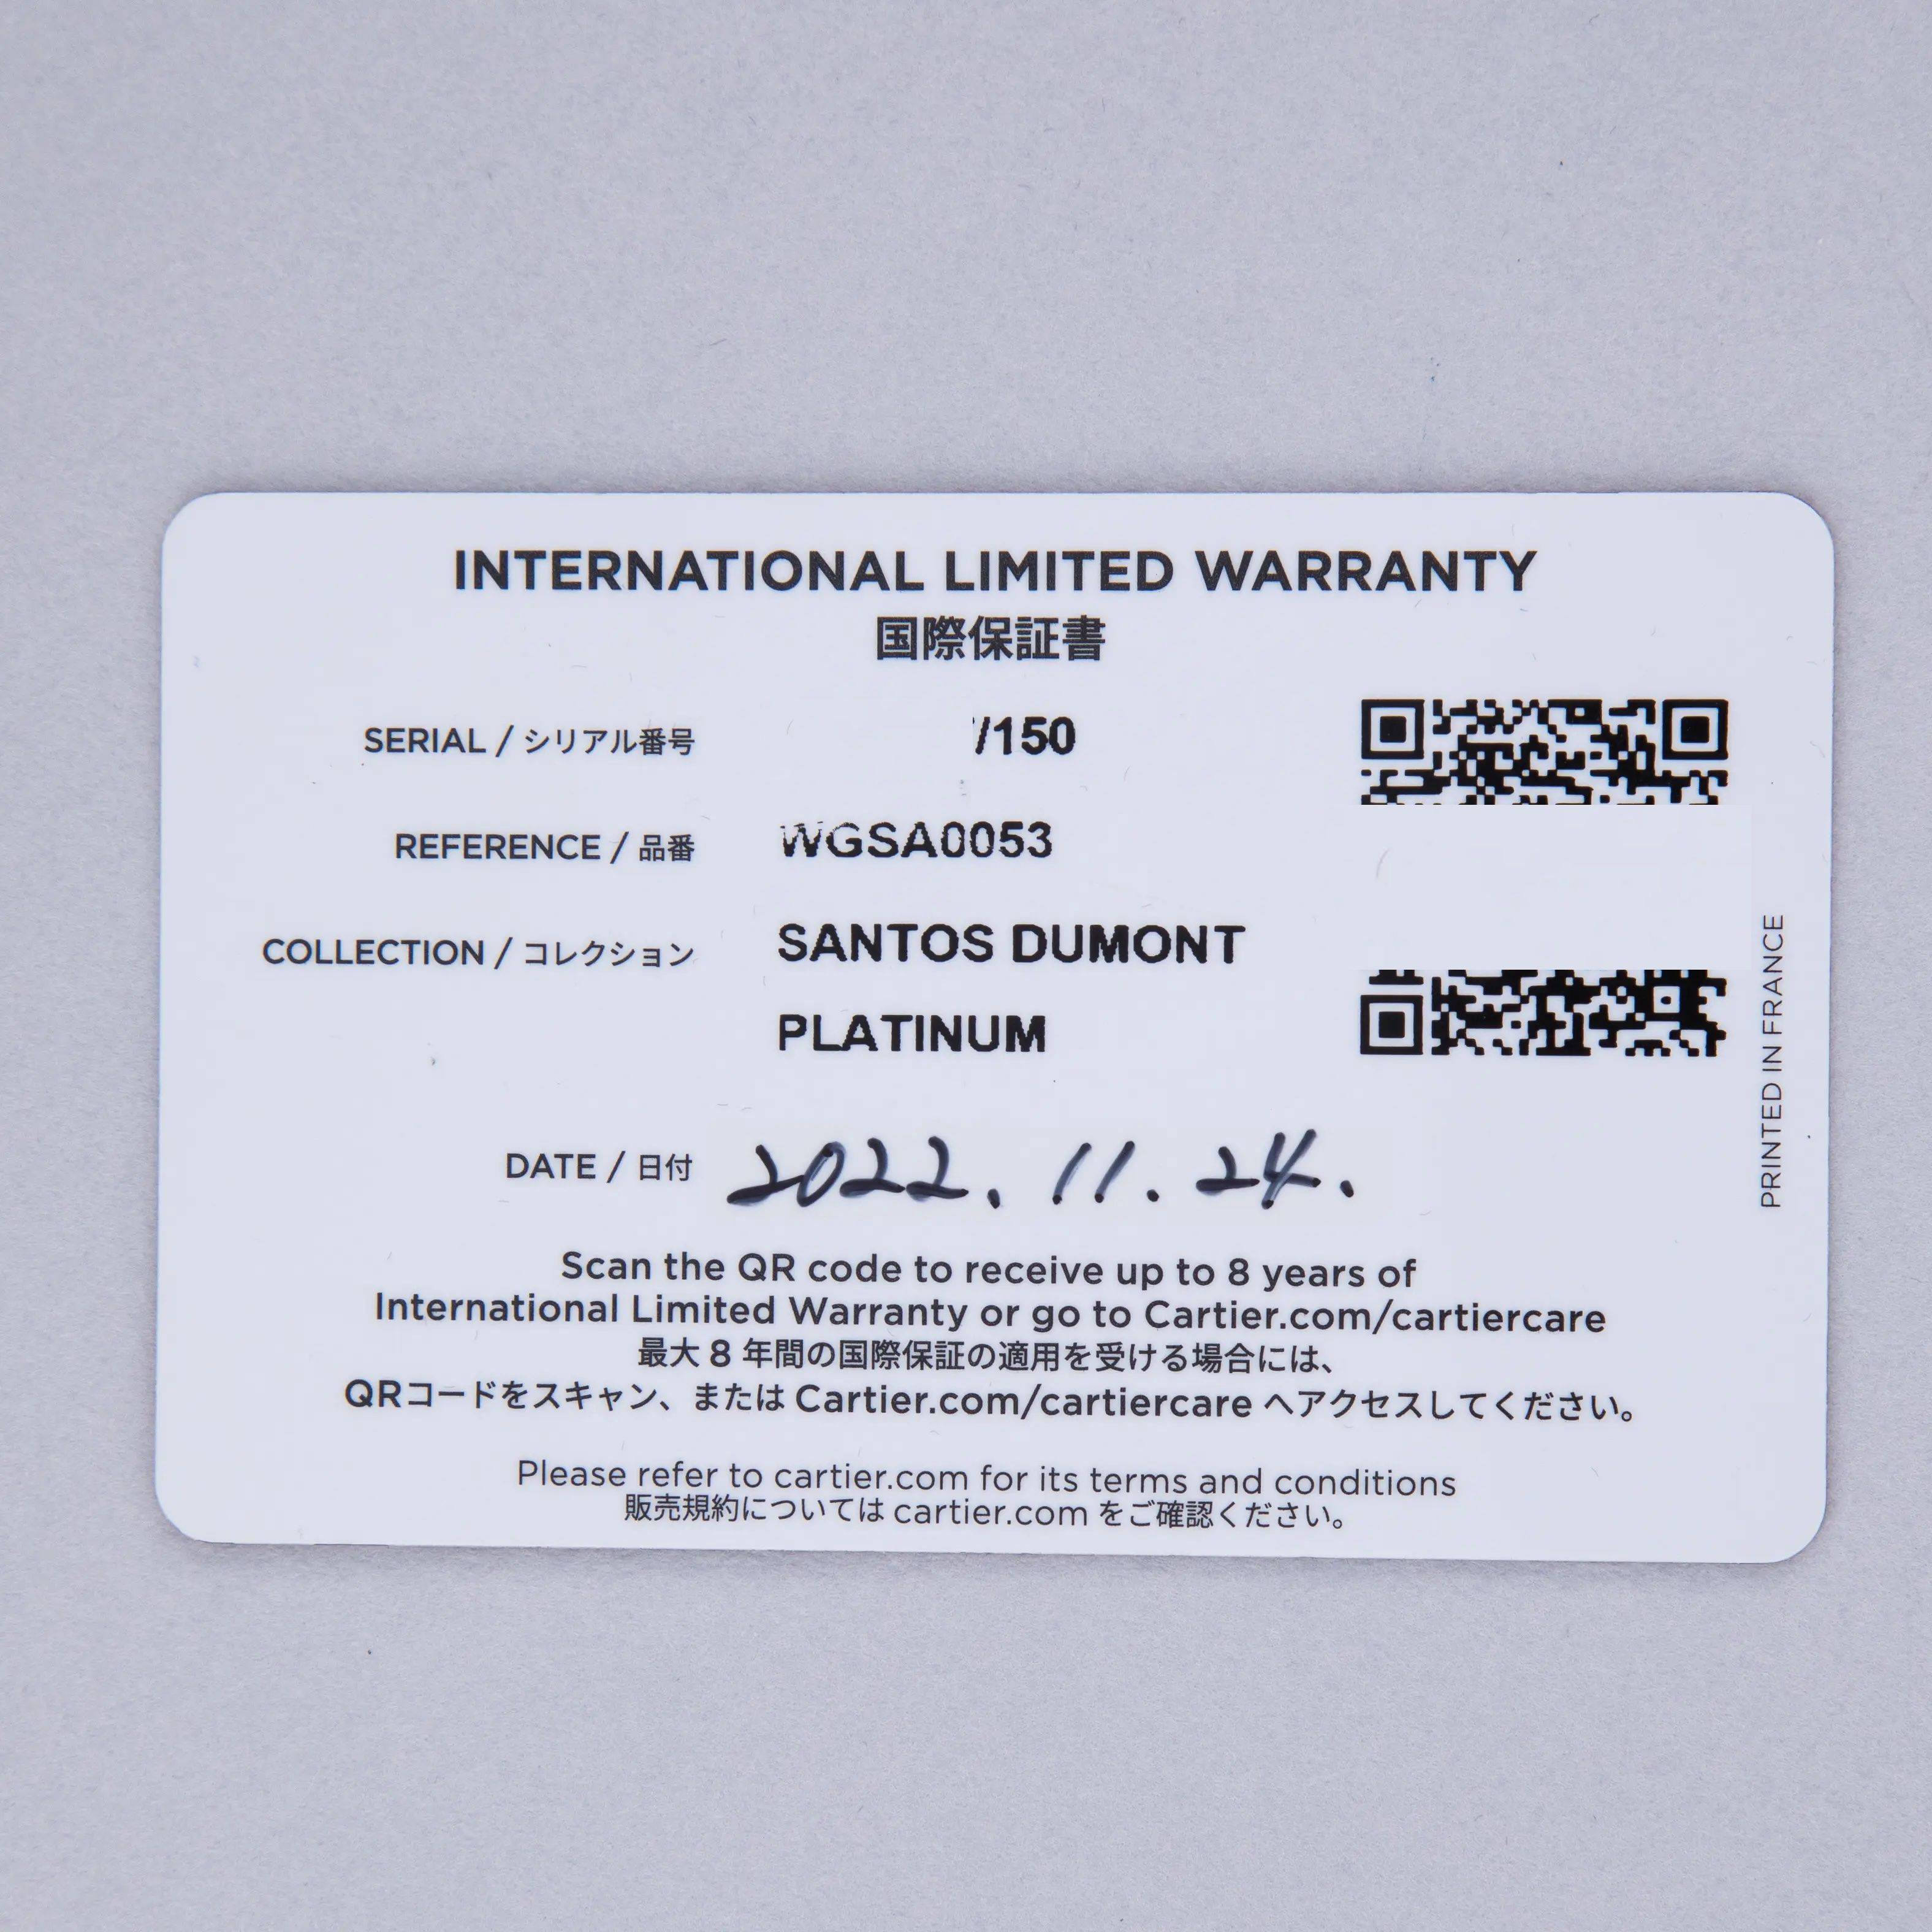 INTERNATIONAL LIMITED WARRANTY
国際保証書
SERIAL / シリアル番号 /150
REFERENCE / 品番 WGSA0053
COLLECTION / コレクション SANTOS DUMONT
PLATINUM
DATE / 日付 2022. 11. 24.
Scan the QR code to receive up to 8 years of
International Limited Warranty or go to Cartier.com/cartiercare
最大 8 年間の国際保証の適用を受ける場合には、
QRコードをスキャン、または Cartier.com/cartiercare へアクセスしてください。
Please refer to cartier.com for its terms and conditions
販売規約については cartier.com をご確認ください。
PRINTED IN FRANCE